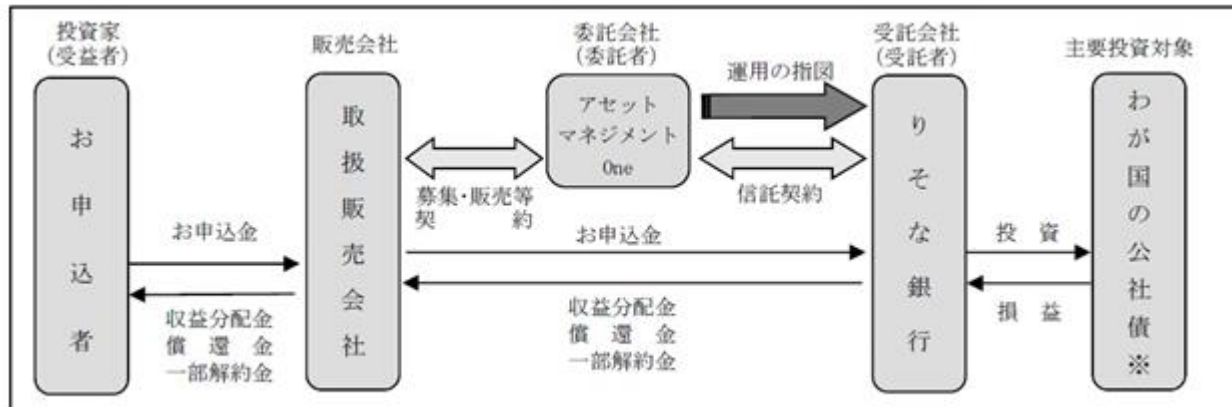 投資家
(受益者)
販売会社
委託会社
(委託者)
受託会社
(受託者)
主要投資対象
お申込者
取扱販売会社
アセット
マネジメント
One
りそな銀行
わが国の公社債※
運用の指図
募集・販売等
契約
信託契約
お申込金
収益分配金
償還金
一部解約金
お申込金
収益分配金
償還金
一部解約金
投資
損益